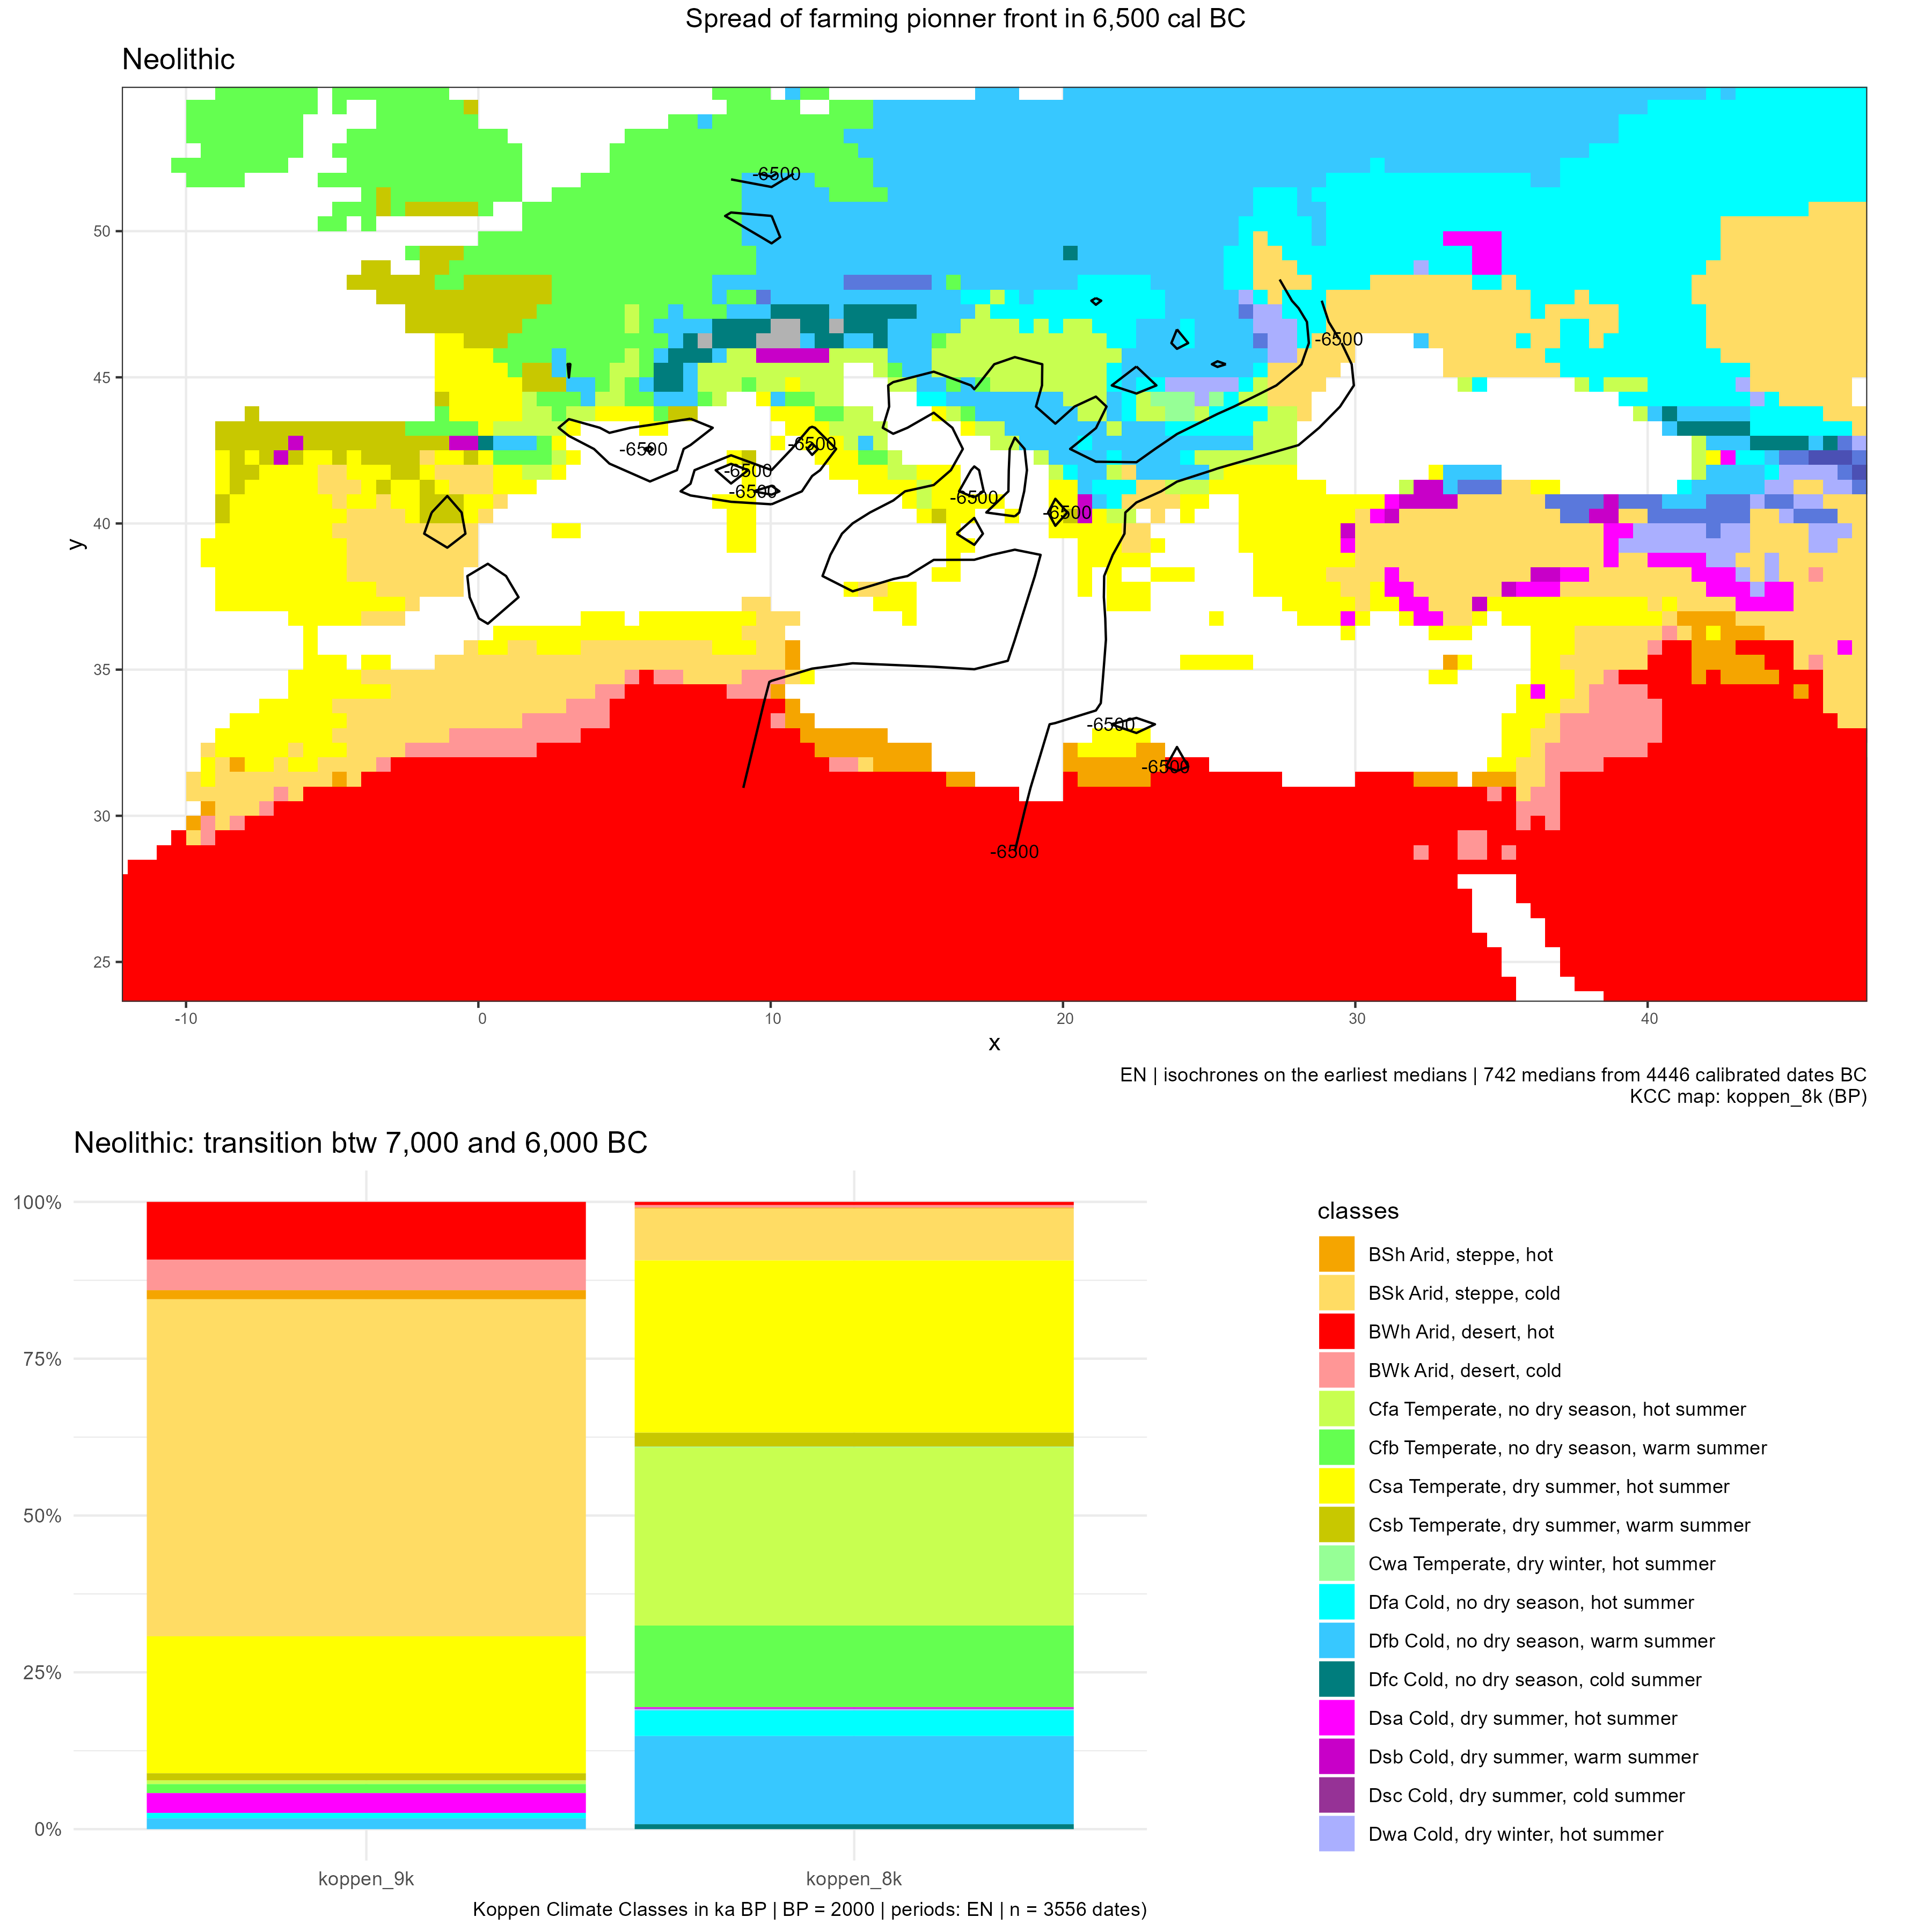 Spread of farming pionner front in 6,500 cal BC
Neolithic
-6500
-6500
-6500
-6500
-6500
-6500
-6500
-6500
-6500
-6500
-6500
50
45
40
35
30
25
y
-10
0
10
20
30
40
x
EN | isochrones on the earliest medians | 742 medians from 4446 calibrated dates BC
KCC map: koppen_8k (BP)
Neolithic: transition btw 7,000 and 6,000 BC
100%
75%
50%
25%
0%
koppen_9k
koppen_8k
Koppen Climate Classes in ka BP | BP = 2000 | periods: EN | n = 3556 dates)
classes
BSh Arid, steppe, hot
BSk Arid, steppe, cold
BWh Arid, desert, hot
BWk Arid, desert, cold
Cfa Temperate, no dry season, hot summer
Cfb Temperate, no dry season, warm summer
Csa Temperate, dry summer, hot summer
Csb Temperate, dry summer, warm summer
Cwa Temperate, dry winter, hot summer
Dfa Cold, no dry season, hot summer
Dfb Cold, no dry season, warm summer
Dfc Cold, no dry season, cold summer
Dsa Cold, dry summer, hot summer
Dsb Cold, dry summer, warm summer
Dsc Cold, dry summer, cold summer
Dwa Cold, dry winter, hot summer